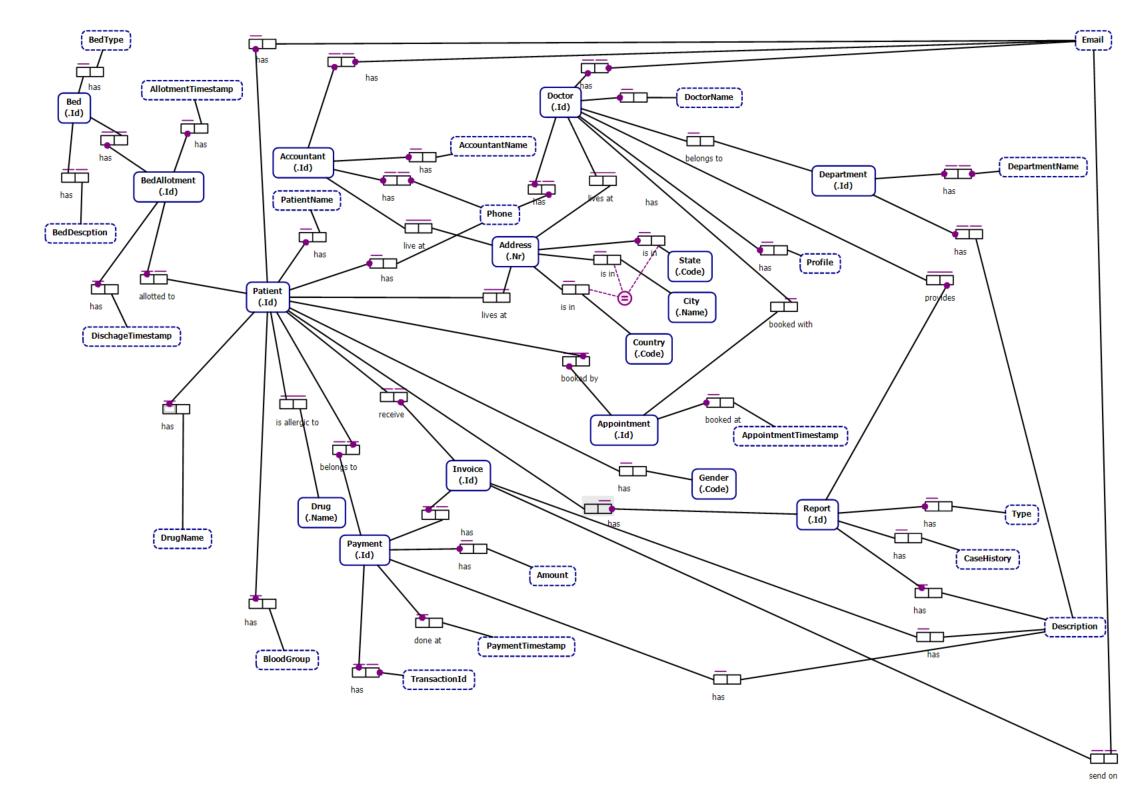 BedType
Email
has
has
has
has
has
AllotmentTimestamp
Bed
(.Id)
Doctor
(.Id)
DoctorName
has
has
belongs to
AccountantName
Accountant
(.Id)
has
DepartmentName
BedAllotment
(.Id)
Department
(.Id)
has
has
PatientName
has
lives at
has
Phone
BedDescption
has
live at
Address
(.Nr)
is in
has
State
(.Code)
has
Profile
has
is in
Patient
(.Id)
has
allotted to
provides
City
(.Name)
is in
lives at
booked with
DischageTimestamp
Country
(.Code)
booked by
has
receive
is allergic to
Appointment
(.Id)
booked at
AppointmentTimestamp
belongs to
Invoice
(.Id)
has
Gender
(.Code)
Drug
(.Name)
Report
(.Id)
Type
has
has
has
DrugName
Payment
(.Id)
has
CaseHistory
has
Amount
has
has
Description
done at
PaymentTimestamp
has
BloodGroup
TransactionId
has
has
send on